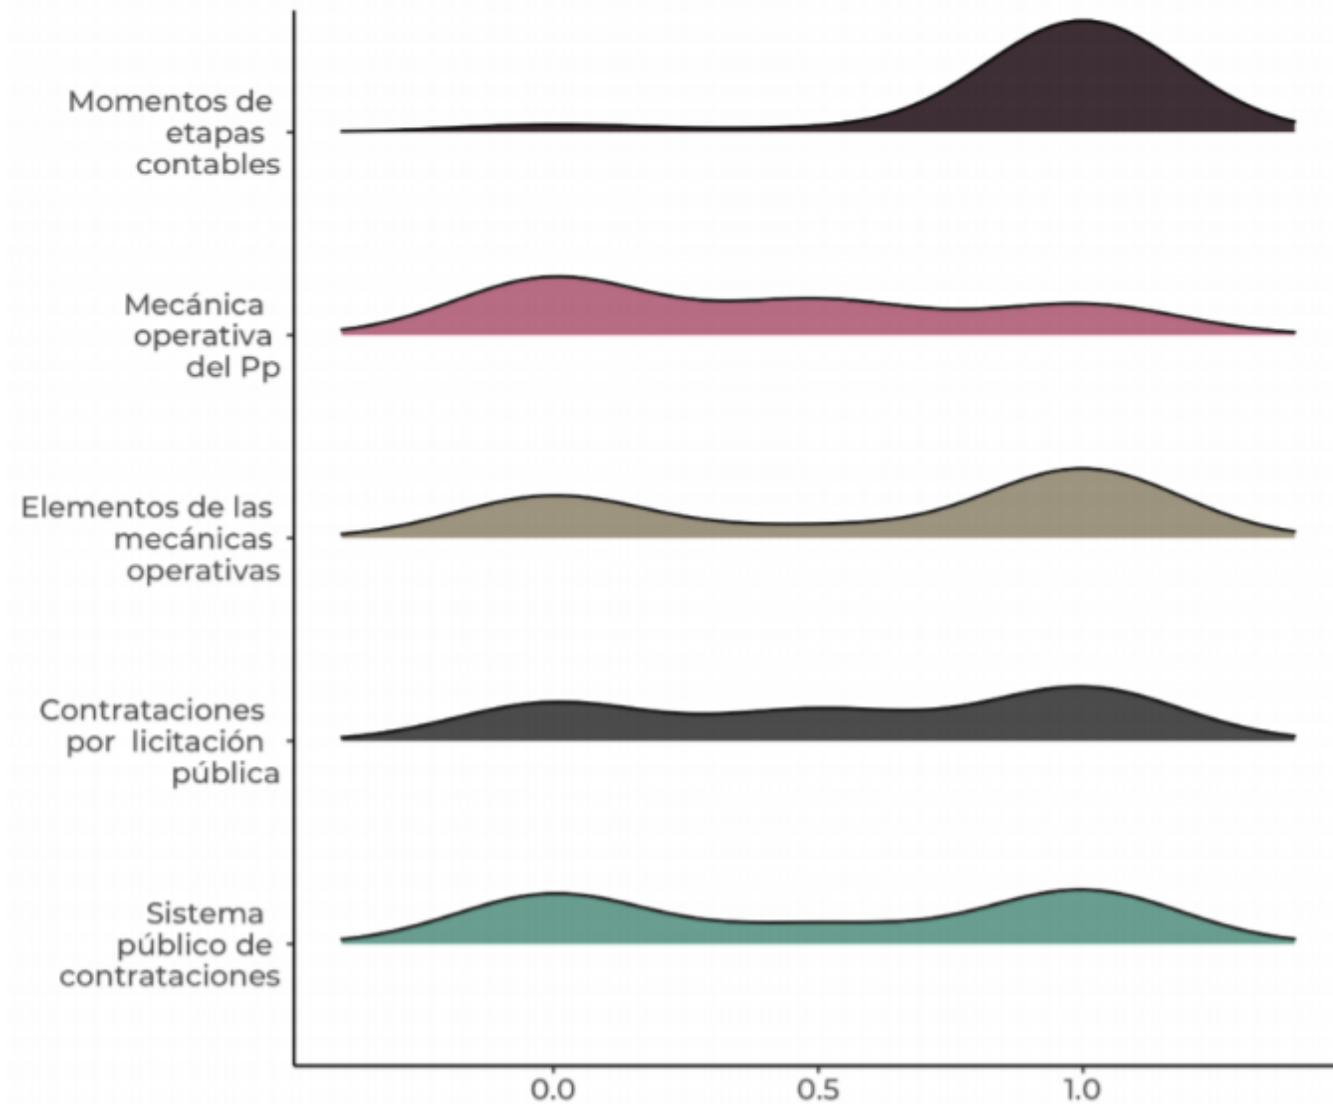 Momentos de
etapas
contables
Mecánica
operativa
del Pp
Elementos de las
mecánicas
operativas
Contrataciones
por licitación
pública
Sistema
público de
contrataciones
0.0 0.5 1.0